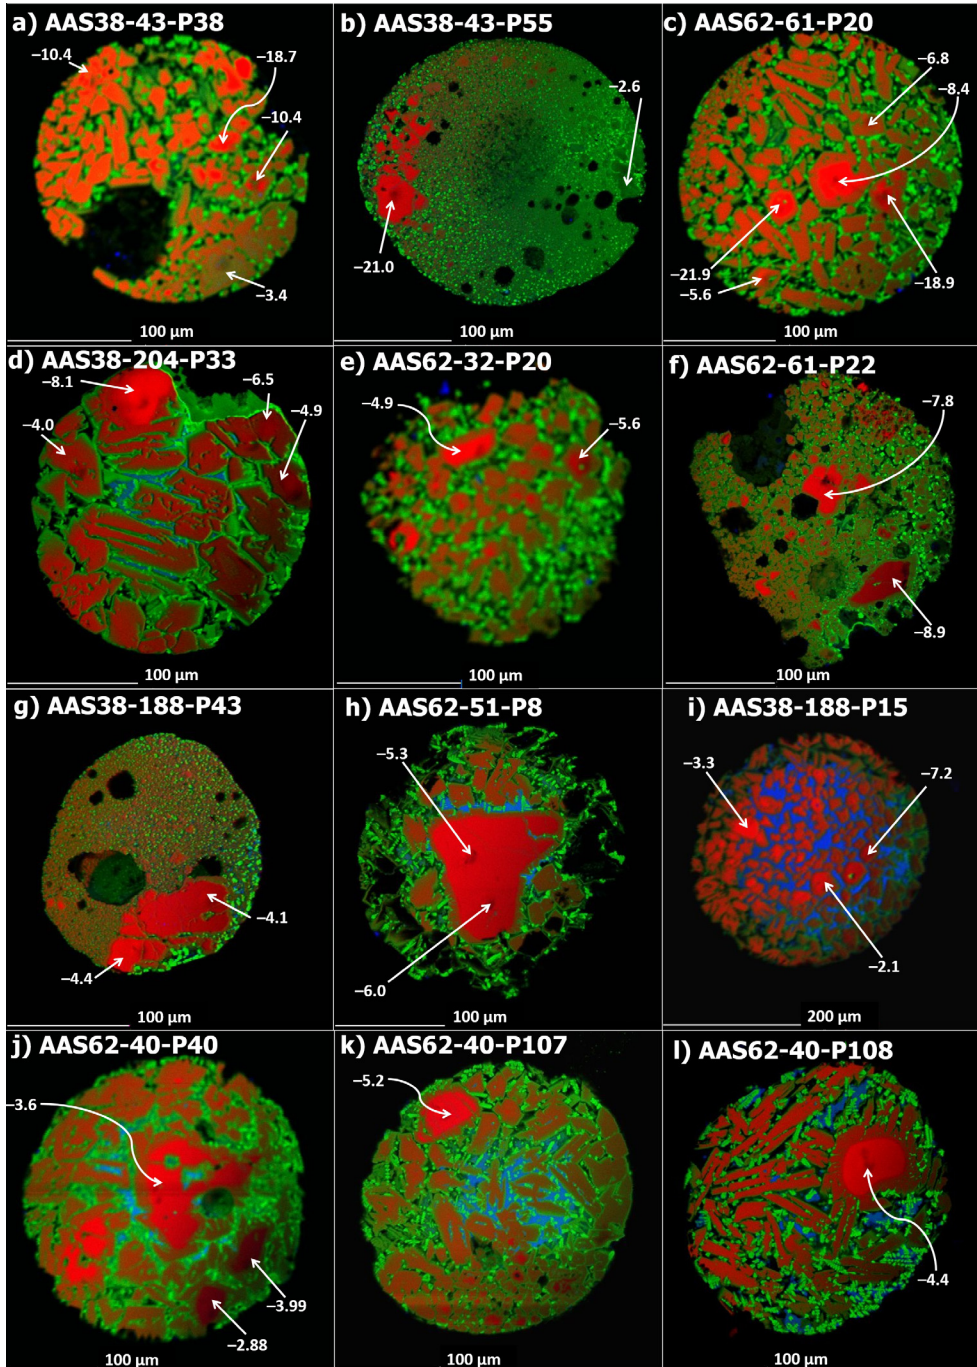 a) AAS38-43-P38
−10.4
−18.7
−10.4
−3.4
100 µm
b) AAS38-43-P55
−2.6
−21.0
100 µm
c) AAS62-61-P20
−6.8
−8.4
−21.9
−5.6
−18.9
100 µm
d) AAS38-204-P33
−8.1
−6.5
−4.9
−4.0
100 µm
e) AAS62-32-P20
−4.9
−5.6
100 µm
f) AAS62-61-P22
−7.8
−8.9
100 µm
g) AAS38-188-P43
−4.1
−4.4
100 µm
h) AAS62-51-P8
−5.3
−6.0
100 µm
i) AAS38-188-P15
−3.3
−7.2
−2.1
200 µm
j) AAS62-40-P40
−3.6
−3.99
−2.88
100 µm
k) AAS62-40-P107
−5.2
100 µm
l) AAS62-40-P108
−4.4
100 µm